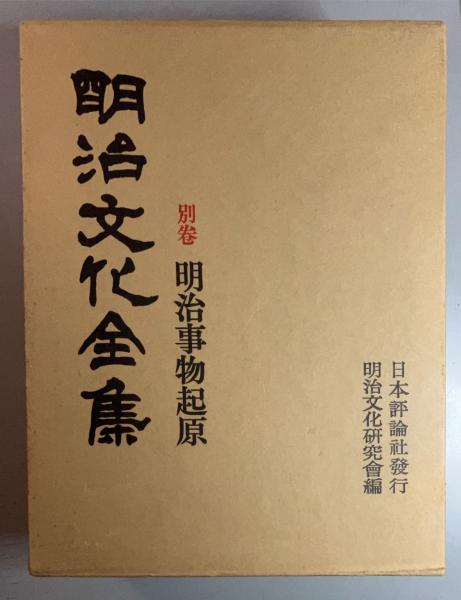 明治文化全集
別卷 明治事物起原
日本評論社發行
明治文化硏究會編